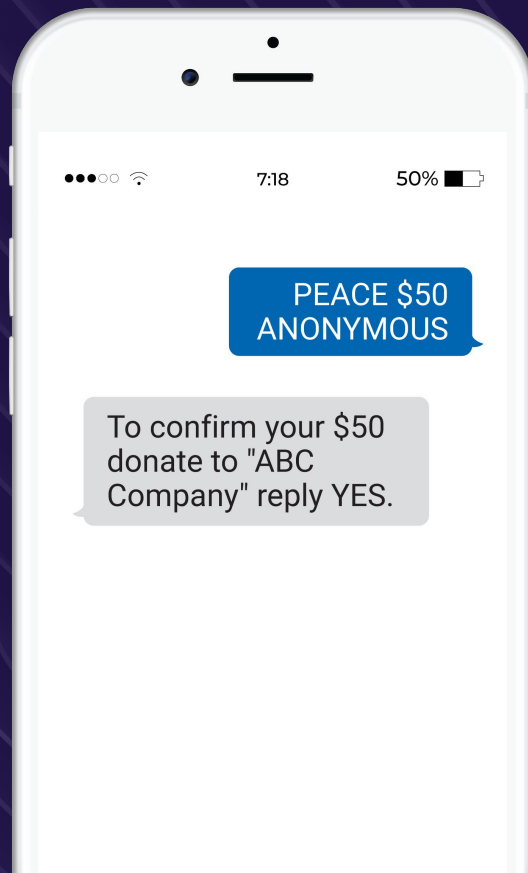 7:18 50%
PEACE $50
ANONYMOUS
To confirm your $50
donate to "ABC
Company" reply YES.